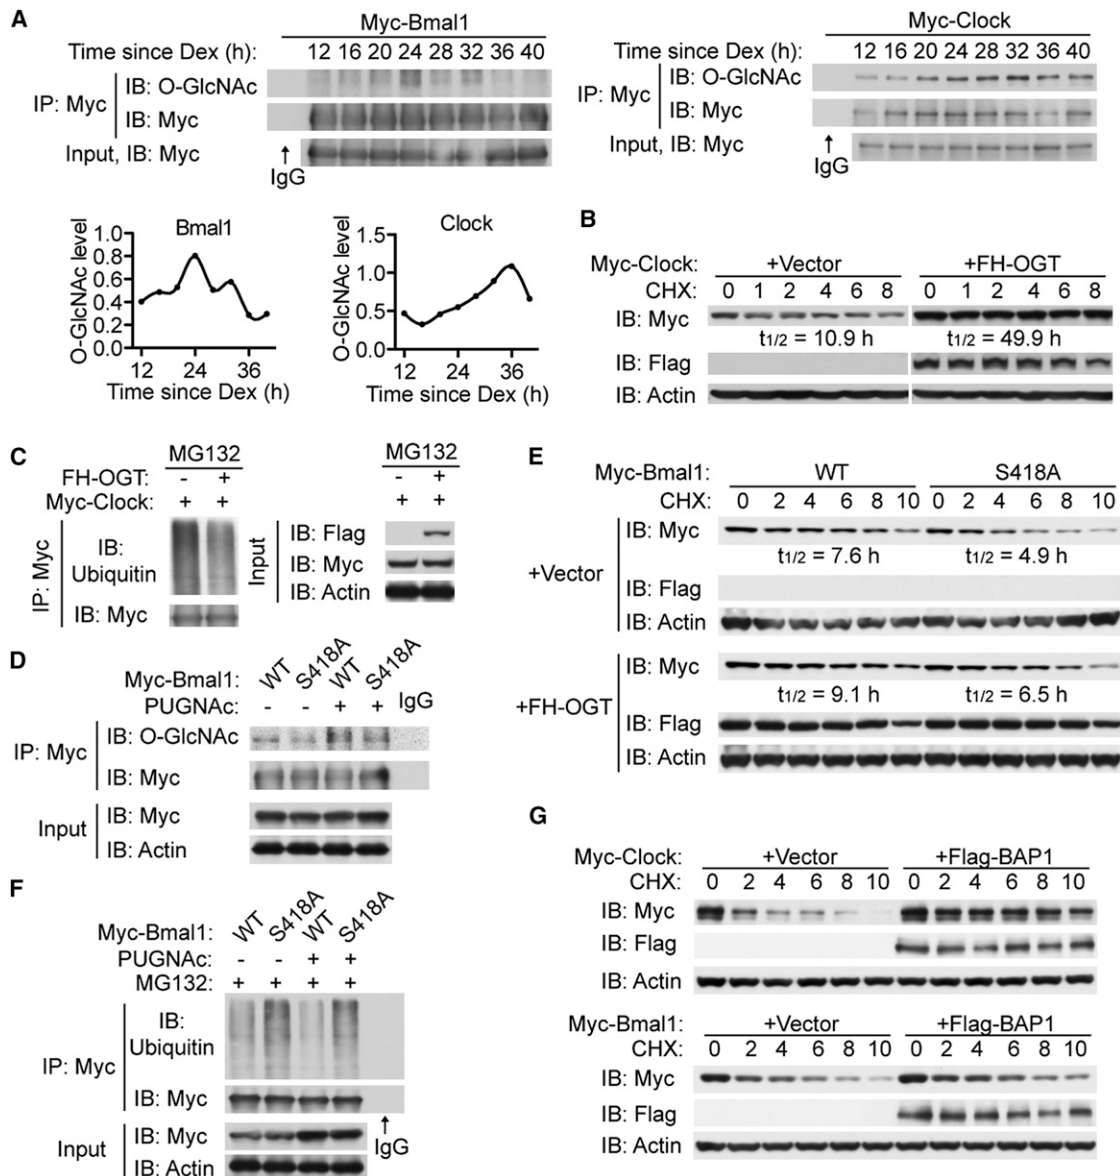 A
Myc-Bmal1
Time since Dex (h): 12 16 20 24 28 32 36 40
IP: Myc
IB: O-GlcNAc
IB: Myc
Input, IB: Myc
IgG
Myc-Clock
Time since Dex (h): 12 16 20 24 28 32 36 40
IP: Myc
IB: O-GlcNAc
IB: Myc
Input, IB: Myc
IgG
Bmal1
O-GlcNAc level
1.0
0.8
0.6
0.4
0.2
0.0
12 24 36
Time since Dex (h)
Clock
O-GlcNAc level
1.5
1.0
0.5
0.0
12 24 36
Time since Dex (h)
B
Myc-Clock: +Vector +FH-OGT
CHX: 0 1 2 4 6 8 0 1 2 4 6 8
IB: Myc
t1/2 = 10.9 h t1/2 = 49.9 h
IB: Flag
IB: Actin
C
MG132
FH-OGT: - +
Myc-Clock: + +
IP: Myc
IB:
Ubiquitin
IB: Myc
MG132
- +
+ +
Input
IB: Flag
IB: Myc
IB: Actin
D
Myc-Bmal1: WT S418A WT S418A
PUGNAc: - - + + IgG
IP: Myc
IB: O-GlcNAc
IB: Myc
Input
IB: Myc
IB: Actin
E
Myc-Bmal1: WT S418A
CHX: 0 2 4 6 8 10 0 2 4 6 8 10
+Vector
IB: Myc
t1/2 = 7.6 h t1/2 = 4.9 h
IB: Flag
IB: Actin
+FH-OGT
IB: Myc
t1/2 = 9.1 h t1/2 = 6.5 h
IB: Flag
IB: Actin
F
Myc-Bmal1: WT S418A WT S418A
PUGNAc: - - + +
MG132: + + + +
IP: Myc
IB:
Ubiquitin
IB: Myc
IgG
Input
IB: Myc
IB: Actin
G
Myc-Clock: +Vector +Flag-BAP1
CHX: 0 2 4 6 8 10 0 2 4 6 8 10
IB: Myc
IB: Flag
IB: Actin
Myc-Bmal1: +Vector +Flag-BAP1
CHX: 0 2 4 6 8 10 0 2 4 6 8 10
IB: Myc
IB: Flag
IB: Actin